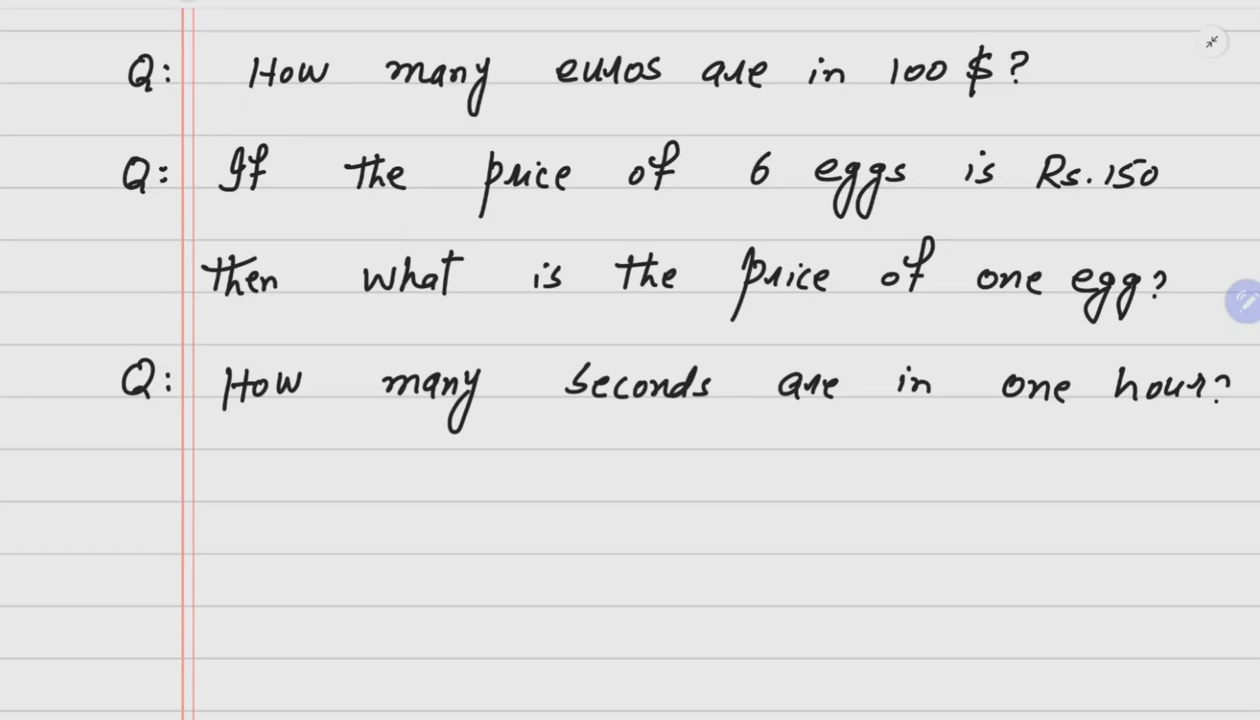 Q: How many euros are in 100 $?
Q: If the price of 6 eggs is Rs. 150
then what is the price of one egg?
Q: How many seconds are in one hour?